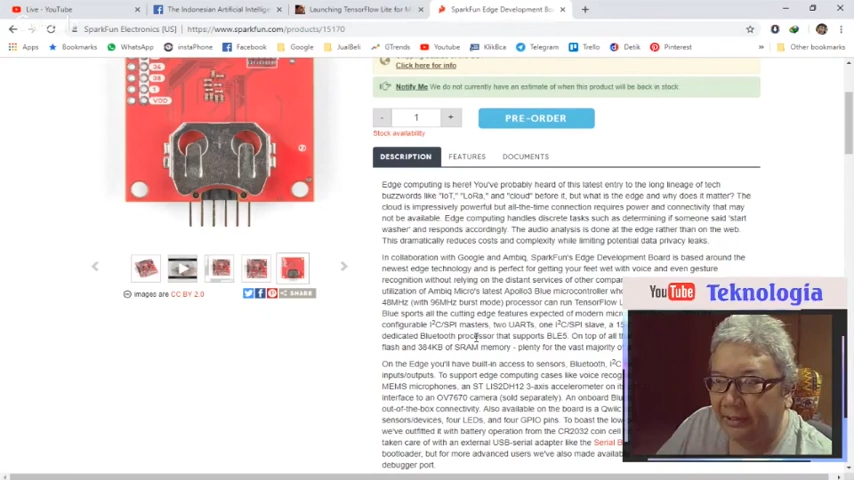 Live - YouTube
The Indonesian Artificial Intellige
Launching TensorFlow Lite for M
SparkFun Edge Development Boa
SparkFun Electronics [US] | https://www.sparkfun.com/products/15170
Bookmarks WhatsApp instaPhone Facebook Google JualBeli GTrends Youtube KlikBca Telegram Trello Detik Pinterest Other bookmarks
Click here for info
Notify Me We do not currently have an estimate of when this product will be back in stock.
- 1 + PRE-ORDER
Stock availability
DESCRIPTION FEATURES DOCUMENTS
36
38
1
VDD
Edge computing is here! You've probably heard of this latest entry to the long lineage of tech
buzzwords like "IoT," "LoRa," and "cloud" before it, but what is the edge and why does it matter? The
cloud is impressively powerful but all-the-time connection requires power and connectivity that may
not be available. Edge computing handles discrete tasks such as determining if someone said 'start
washer' and responds accordingly. The audio analysis is done at the edge rather than on the web.
This dramatically reduces costs and complexity while limiting potential data privacy leaks.
In collaboration with Google and Ambiq, SparkFun's Edge Development Board is based around the
newest edge technology and is perfect for getting your feet wet with voice and even gesture
recognition without relying on the distant services of other compa
utilization of Ambiq Micro's latest Apollo3 Blue microcontroller who
48MHz (with 96MHz burst mode) processor can run TensorFlow L
Blue sports all the cutting edge features expected of modern micr
configurable I²C/SPI masters, two UARTs, one I²C/SPI slave, a 15
dedicated Bluetooth processor that supports BLE5. On top of all th
flash and 384KB of SRAM memory - plenty for the vast majority of
On the Edge you'll have built-in access to sensors, Bluetooth, I²C
inputs/outputs. To support edge computing cases like voice recog
MEMS microphones, an ST LIS2DH12 3-axis accelerometer on its
interface to an OV7670 camera (sold separately). An onboard Blu
out-of-the-box connectivity. Also available on the board is a Qwiic
sensors/devices, four LEDs, and four GPIO pins. To boast the low
we've outfitted it with battery operation from the CR2032 coin cell
taken care of with an external USB-serial adapter like the Serial B
bootloader, but for more advanced users we've also made availab
debugger port.
images are CC BY 2.0
SHARE
YouTube Teknologia